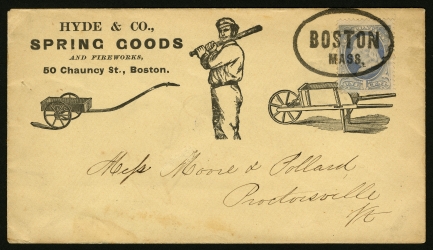 HYDE & CO.,
SPRING GOODS
AND FIREWORKS,
50 Chauncy St., Boston.
BOSTON
MASS.
Mess Moore & Pollard
Proctorsville
Vt